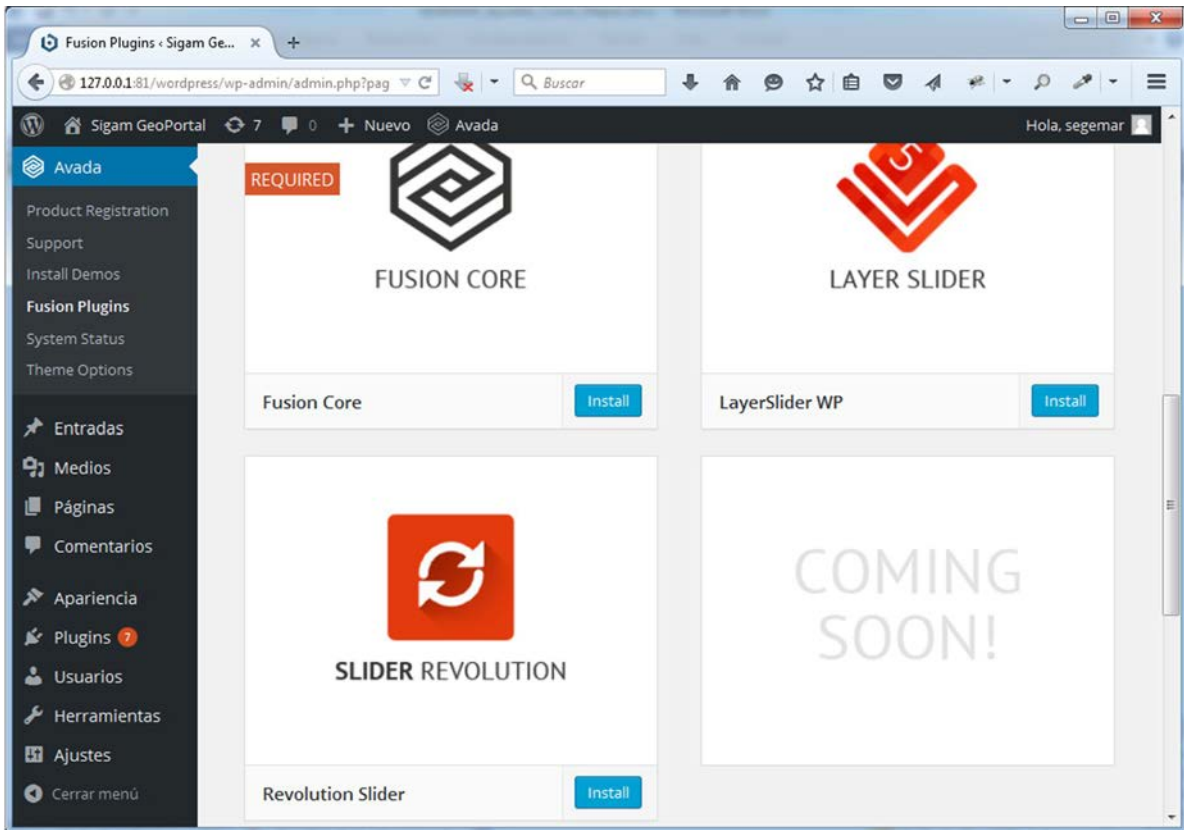 Fusion Plugins ‹ Sigam Ge...
127.0.0.1:81/wordpress/wp-admin/admin.php?pag
Buscar
Sigam GeoPortal 7 0 + Nuevo Avada
Hola, segemar
Avada
Product Registration
Support
Install Demos
Fusion Plugins
System Status
Theme Options
Entradas
Medios
Páginas
Comentarios
Apariencia
Plugins 7
Usuarios
Herramientas
Ajustes
Cerrar menú
REQUIRED
FUSION CORE
Fusion Core
Install
5
LAYER SLIDER
LayerSlider WP
Install
SLIDER REVOLUTION
Revolution Slider
Install
COMING
SOON!